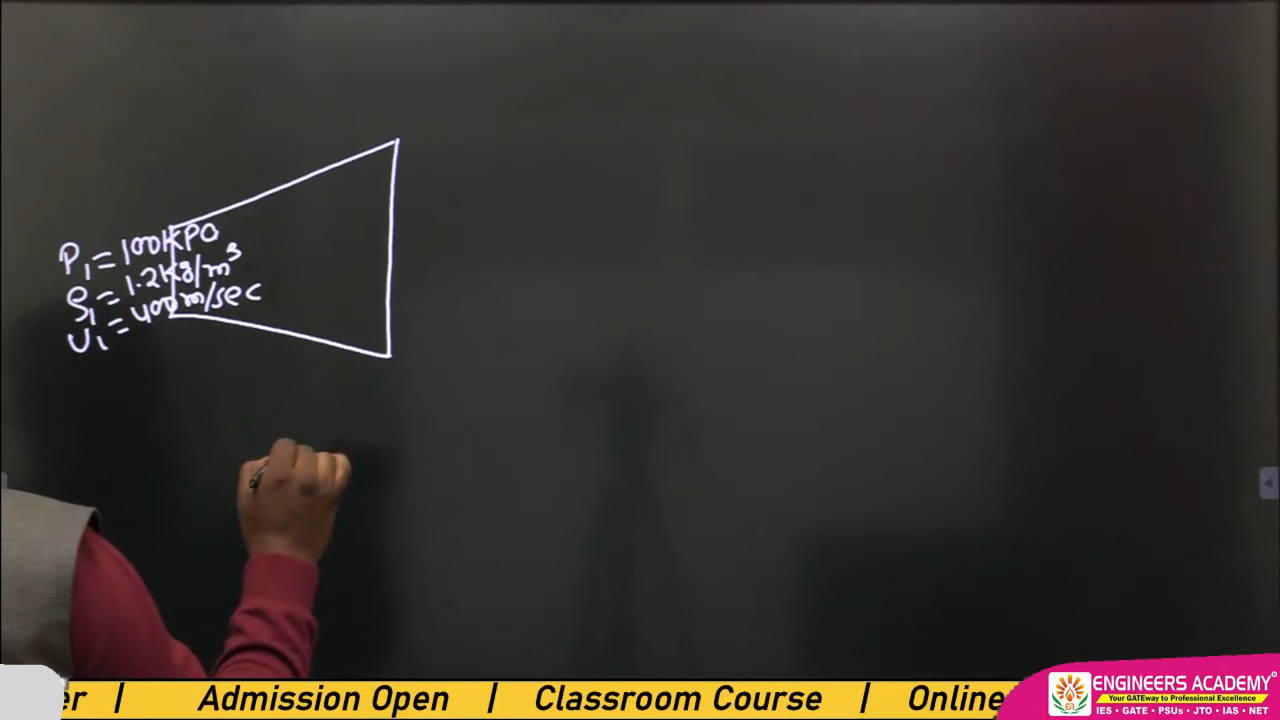 P₁ = 100KPa
ρ₁ = 1.2Kg/m³
U₁ = 400m/sec
er | Admission Open | Classroom Course | Online
ENGINEERS ACADEMY
Your GATEway to Professional Excellence
IES • GATE • PSUs • JTO • IAS • NET